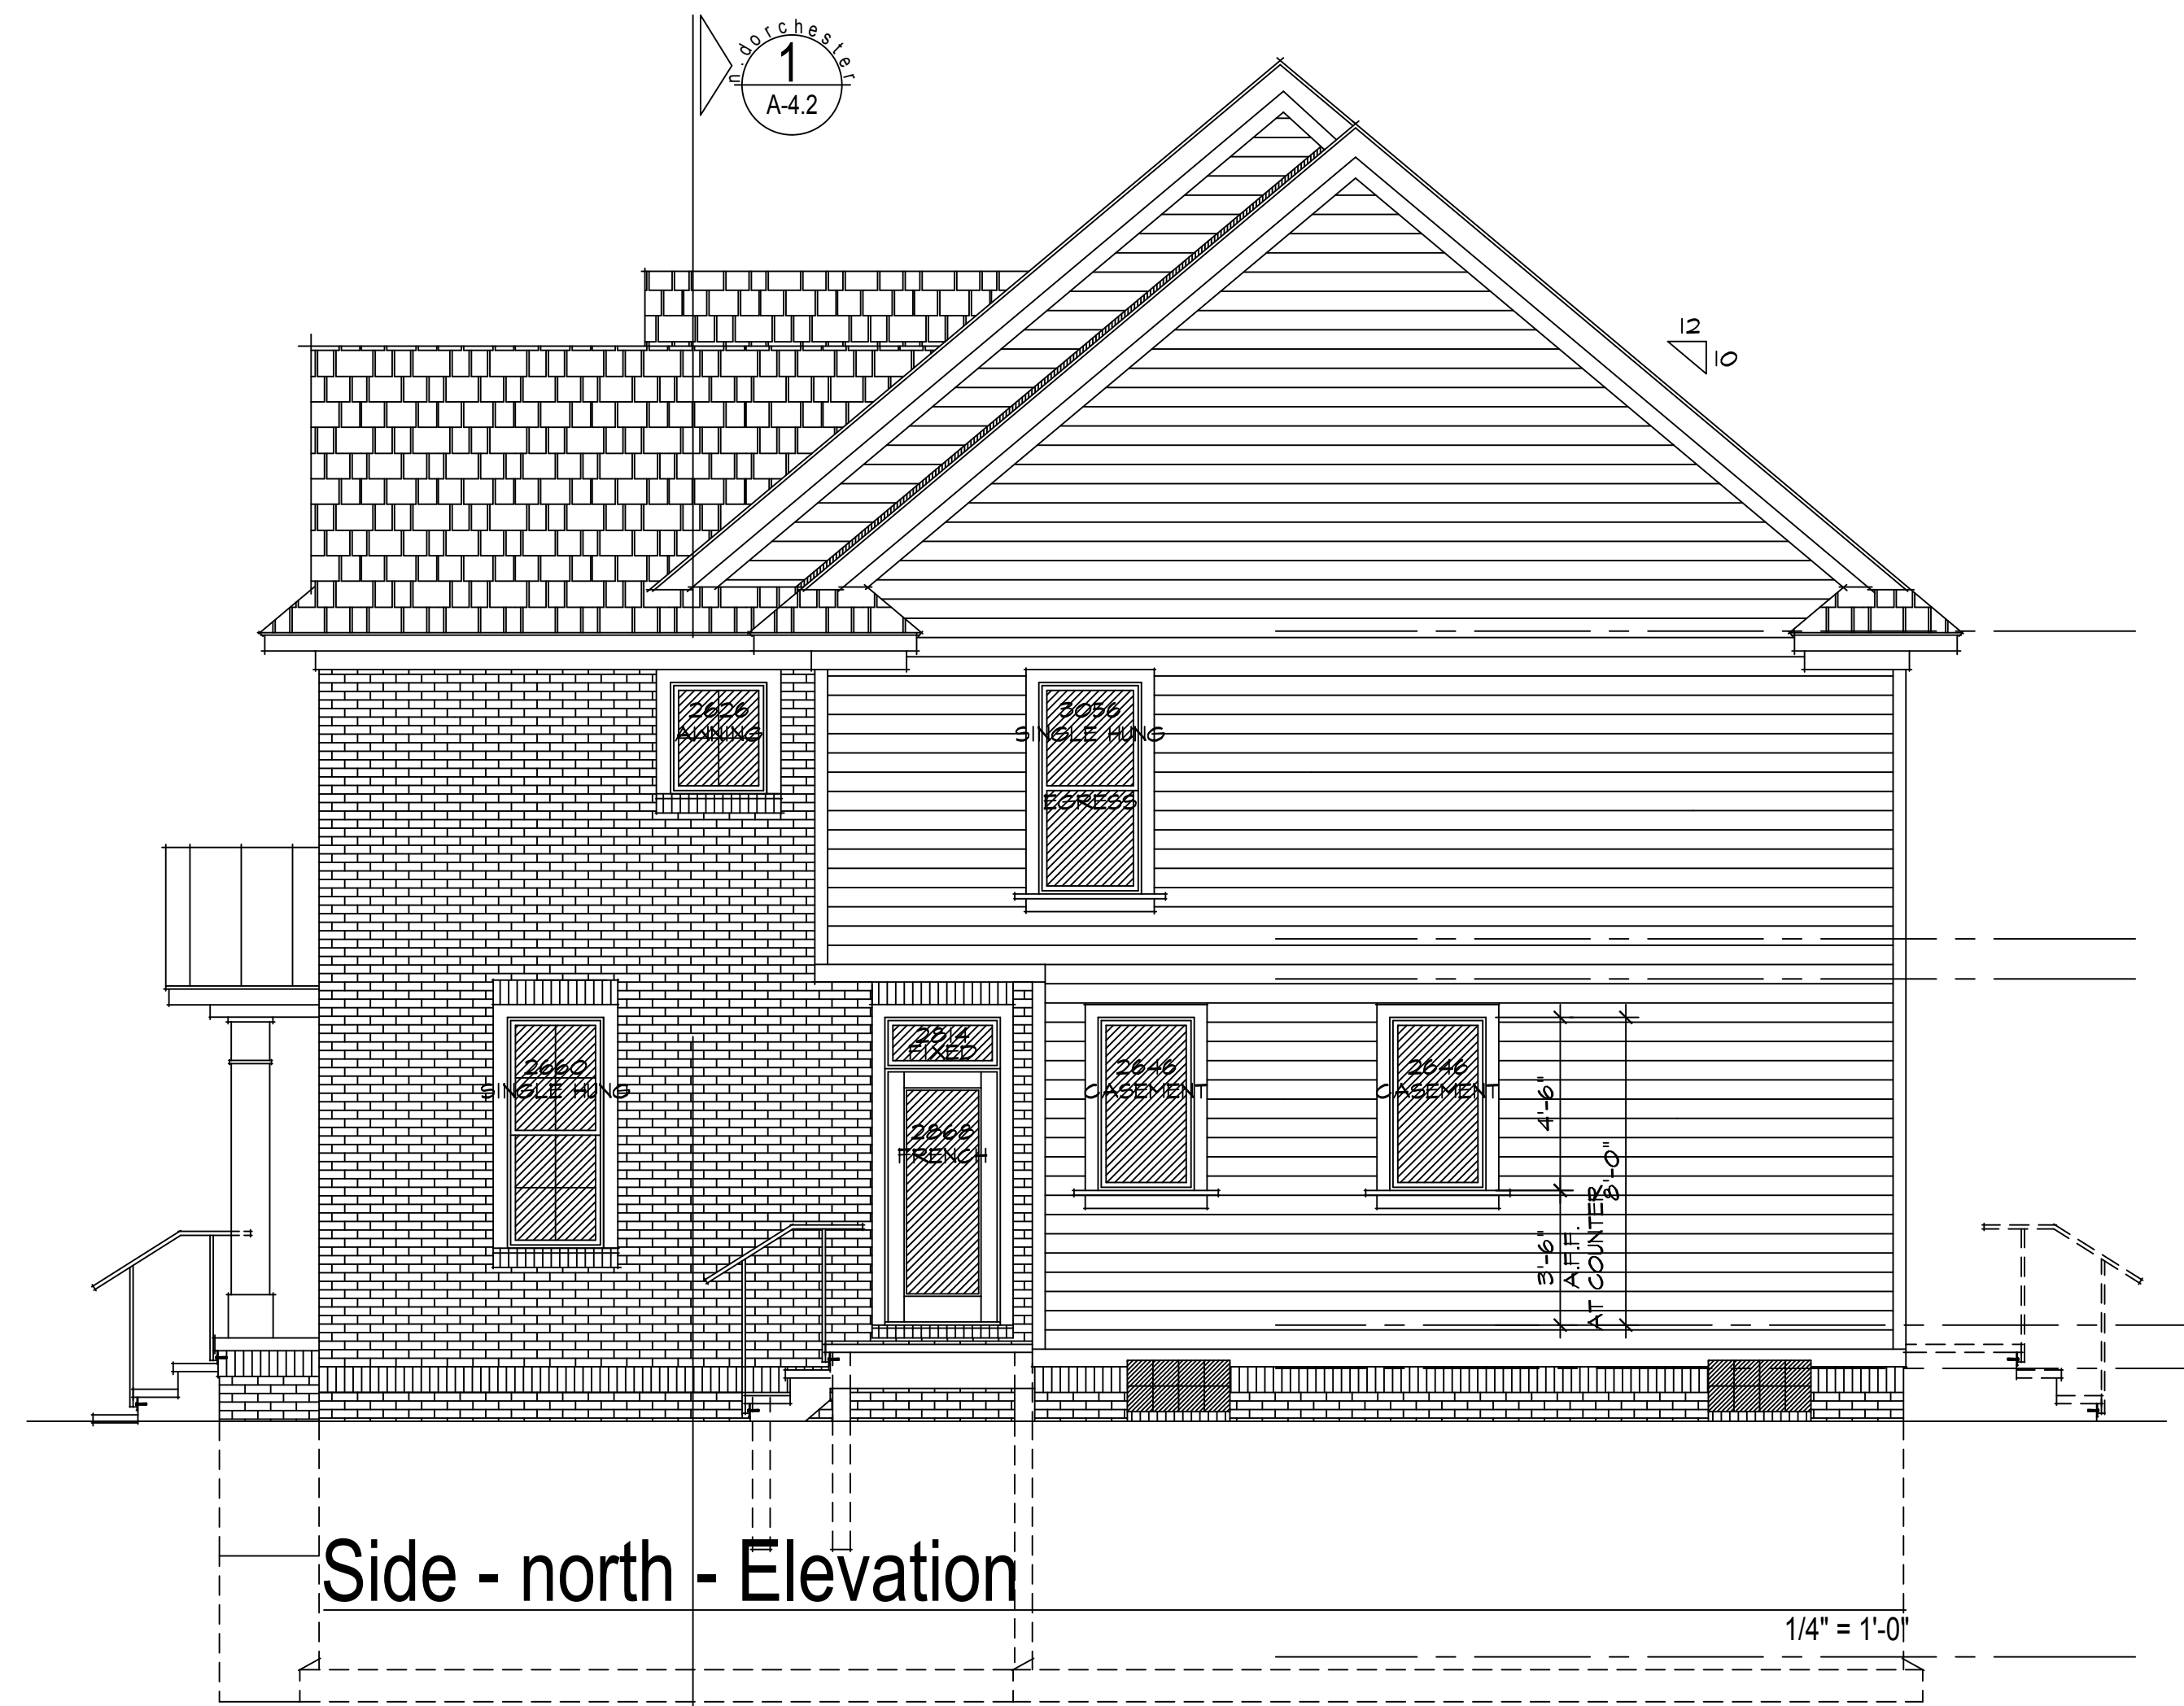 n.dorchester
1
A-4.2
12
10
2626
AWNING
3056
SINGLE HUNG
EGRESS
2660
SINGLE HUNG
2814
FIXED
2868
FRENCH
2646
CASEMENT
2646
CASEMENT
4'-6"
8'-0"
3'-6"
A.F.F.
AT COUNTER
Side - north - Elevation
1/4" = 1'-0"